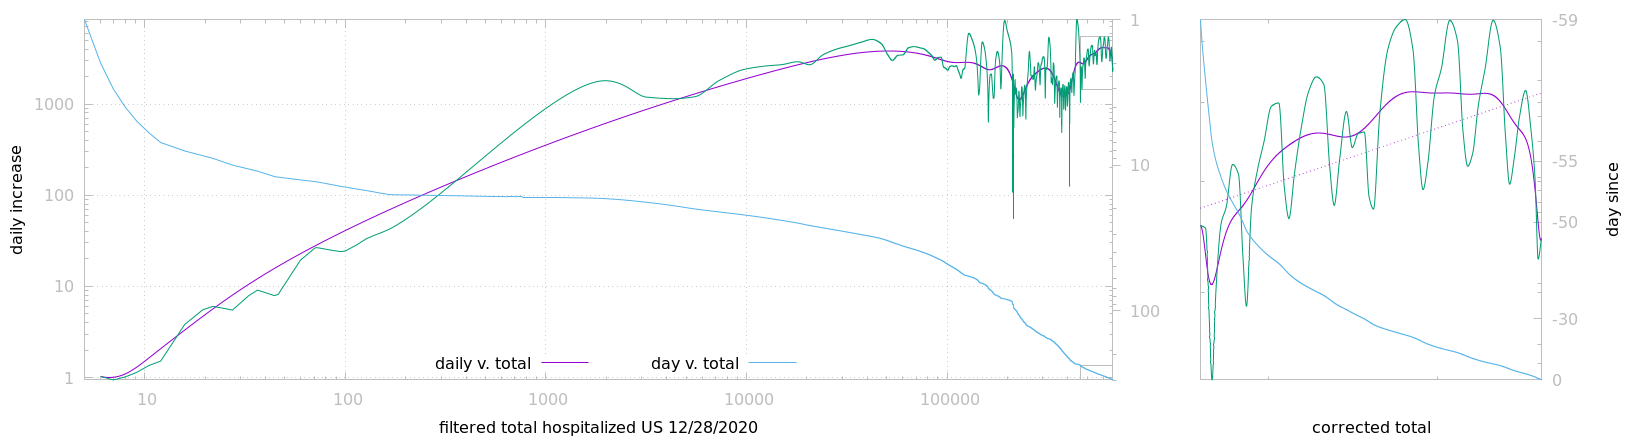 1
-59
1000
daily increase
10
-55
100
-50
day since
10
100
-30
daily v. total
day v. total
1
0
10
100
1000
10000
100000
filtered total hospitalized US 12/28/2020
corrected total